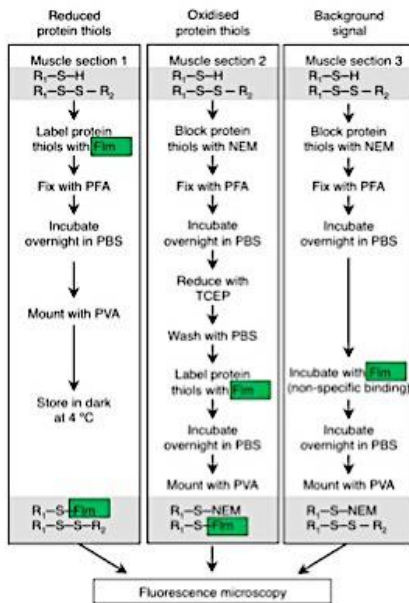 Reduced
protein thiols
Muscle section 1
R₁–S–H
R₁–S–S–R₂
Label protein
thiols with Flm
Fix with PFA
Incubate
overnight in PBS
Mount with PVA
Store in dark
at 4 ºC
R₁–S–Flm
R₁–S–S–R₂
Oxidised
protein thiols
Muscle section 2
R₁–S–H
R₁–S–S–R₂
Block protein
thiols with NEM
Fix with PFA
Incubate
overnight in PBS
Reduce with
TCEP
Wash with PBS
Label protein
thiols with Flm
Incubate
overnight in PBS
Mount with PVA
R₁–S–NEM
R₁–S–Flm
Background
signal
Muscle section 3
R₁–S–H
R₁–S–S–R₂
Block protein
thiols with NEM
Fix with PFA
Incubate
overnight in PBS
Incubate with Flm
(non-specific binding)
Incubate
overnight in PBS
Mount with PVA
R₁–S–NEM
R₁–S–S–R₂
Fluorescence microscopy